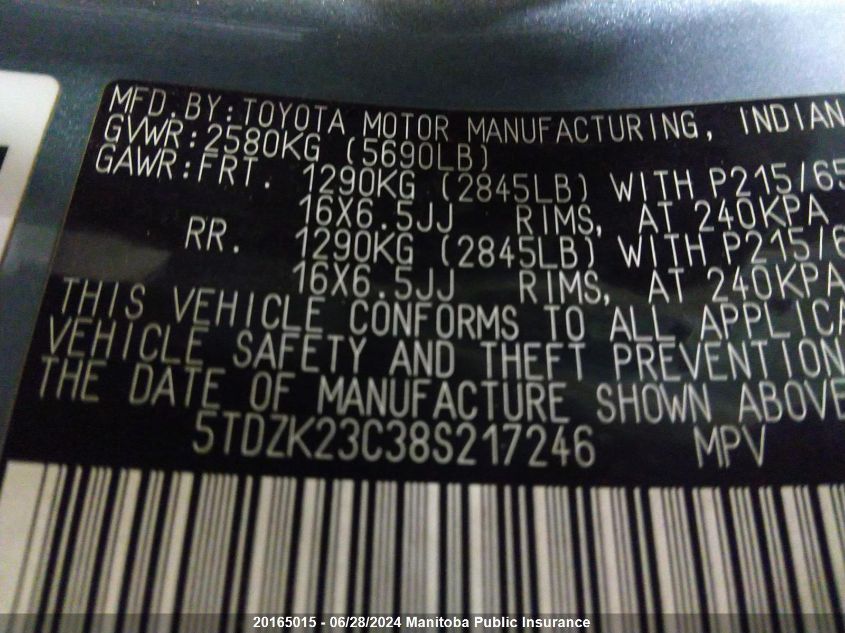 MFD.BY:TOYOTA MOTOR MANUFACTURING, INDIAN
GVWR:2580KG (5690LB)
GAWR:FRT. 1290KG (2845LB) WITH P215/65
16X6.5JJ RIMS, AT 240KPA
RR. 1290KG (2845LB) WITH P215/6
16X6.5JJ RIMS, AT 240KPA
THIS VEHICLE CONFORMS TO ALL APPLICA
VEHICLE SAFETY AND THEFT PREVENTION
THE DATE OF MANUFACTURE SHOWN ABOVE
5TDZK23C38S217246 MPV
20165015 - 06/28/2024 Manitoba Public Insurance